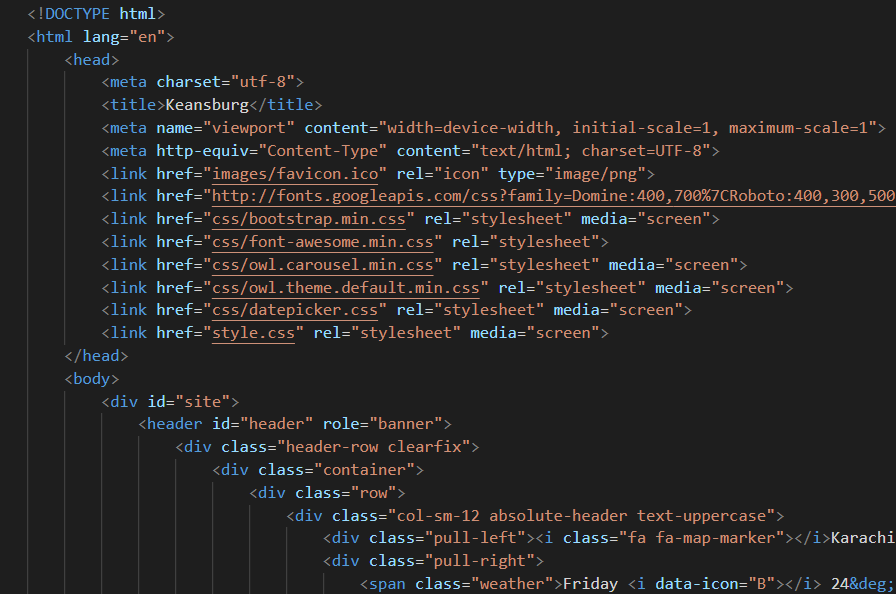 <!DOCTYPE html>
<html lang="en">
<head>
<meta charset="utf-8">
<title>Keansburg</title>
<meta name="viewport" content="width=device-width, initial-scale=1, maximum-scale=1">
<meta http-equiv="Content-Type" content="text/html; charset=UTF-8">
<link href="images/favicon.ico" rel="icon" type="image/png">
<link href="http://fonts.googleapis.com/css?family=Domine:400,700%7CRoboto:400,300,500
<link href="css/bootstrap.min.css" rel="stylesheet" media="screen">
<link href="css/font-awesome.min.css" rel="stylesheet">
<link href="css/owl.carousel.min.css" rel="stylesheet" media="screen">
<link href="css/owl.theme.default.min.css" rel="stylesheet" media="screen">
<link href="css/datepicker.css" rel="stylesheet" media="screen">
<link href="style.css" rel="stylesheet" media="screen">
</head>
<body>
<div id="site">
<header id="header" role="banner">
<div class="header-row clearfix">
<div class="container">
<div class="row">
<div class="col-sm-12 absolute-header text-uppercase">
<div class="pull-left"><i class="fa fa-map-marker"></i>Karachi
<div class="pull-right">
<span class="weather">Friday <i data-icon="B"></i> 24&deg;